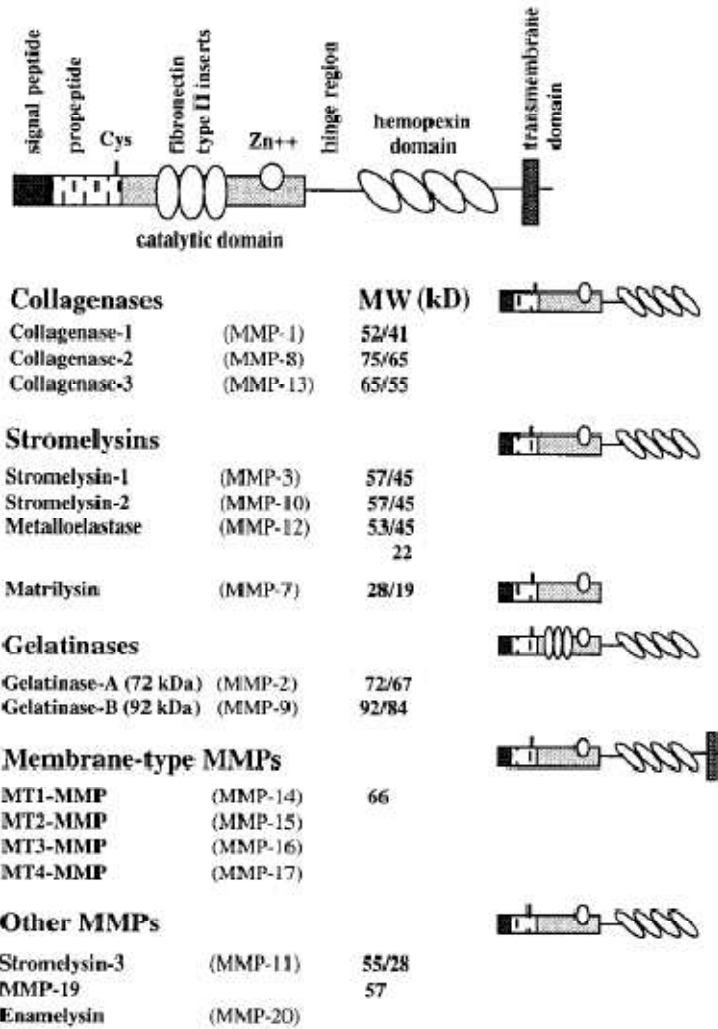 signal peptide
propeptide
Cys
fibronectin
type II inserts
Zn++
hinge region
hemopexin
domain
transmembrane
domain
catalytic domain
Collagenases MW (kD)
Collagenase-1 (MMP-1) 52/41
Collagenase-2 (MMP-8) 75/65
Collagenase-3 (MMP-13) 65/55
Stromelysins
Stromelysin-1 (MMP-3) 57/45
Stromelysin-2 (MMP-10) 57/45
Metalloelastase (MMP-12) 53/45
22
Matrilysin (MMP-7) 28/19
Gelatinases
Gelatinase-A (72 kDa) (MMP-2) 72/67
Gelatinase-B (92 kDa) (MMP-9) 92/84
Membrane-type MMPs
MT1-MMP (MMP-14) 66
MT2-MMP (MMP-15)
MT3-MMP (MMP-16)
MT4-MMP (MMP-17)
Other MMPs
Stromelysin-3 (MMP-11) 55/28
MMP-19 57
Enamelysin (MMP-20)